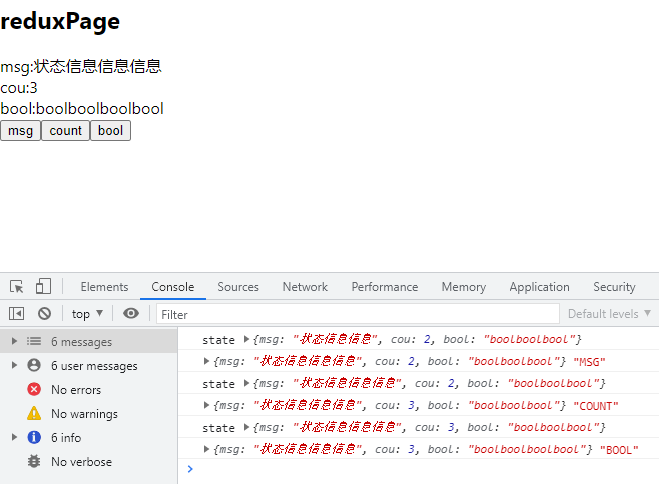 reduxPage
msg:状态信息信息信息
cou:3
bool:boolboolboolbool
msg count bool
Elements Console Sources Network Performance Memory Application Security
top ▼ Filter Default levels ▼
6 messages
6 user messages
No errors
No warnings
6 info
No verbose
state ▶{msg: "状态信息信息", cou: 2, bool: "boolboolbool"}
▶{msg: "状态信息信息信息", cou: 2, bool: "boolboolbool"} "MSG"
state ▶{msg: "状态信息信息信息", cou: 2, bool: "boolboolbool"}
▶{msg: "状态信息信息信息", cou: 3, bool: "boolboolbool"} "COUNT"
state ▶{msg: "状态信息信息信息", cou: 3, bool: "boolboolbool"}
▶{msg: "状态信息信息信息", cou: 3, bool: "boolboolboolbool"} "BOOL"